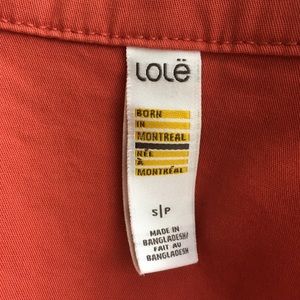 Lolë
BORN
IN
MONTREAL
NÉE
À
MONTRÉAL
S|P
MADE IN
BANGLADESH/
FAIT AU
BANGLADESH